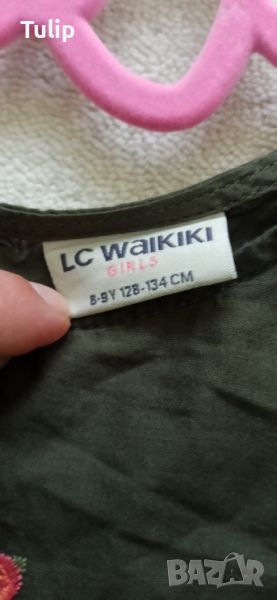 Tulip
LC WAIKIKI
GIRLS
8-9Y 128-134 CM
BAZAR